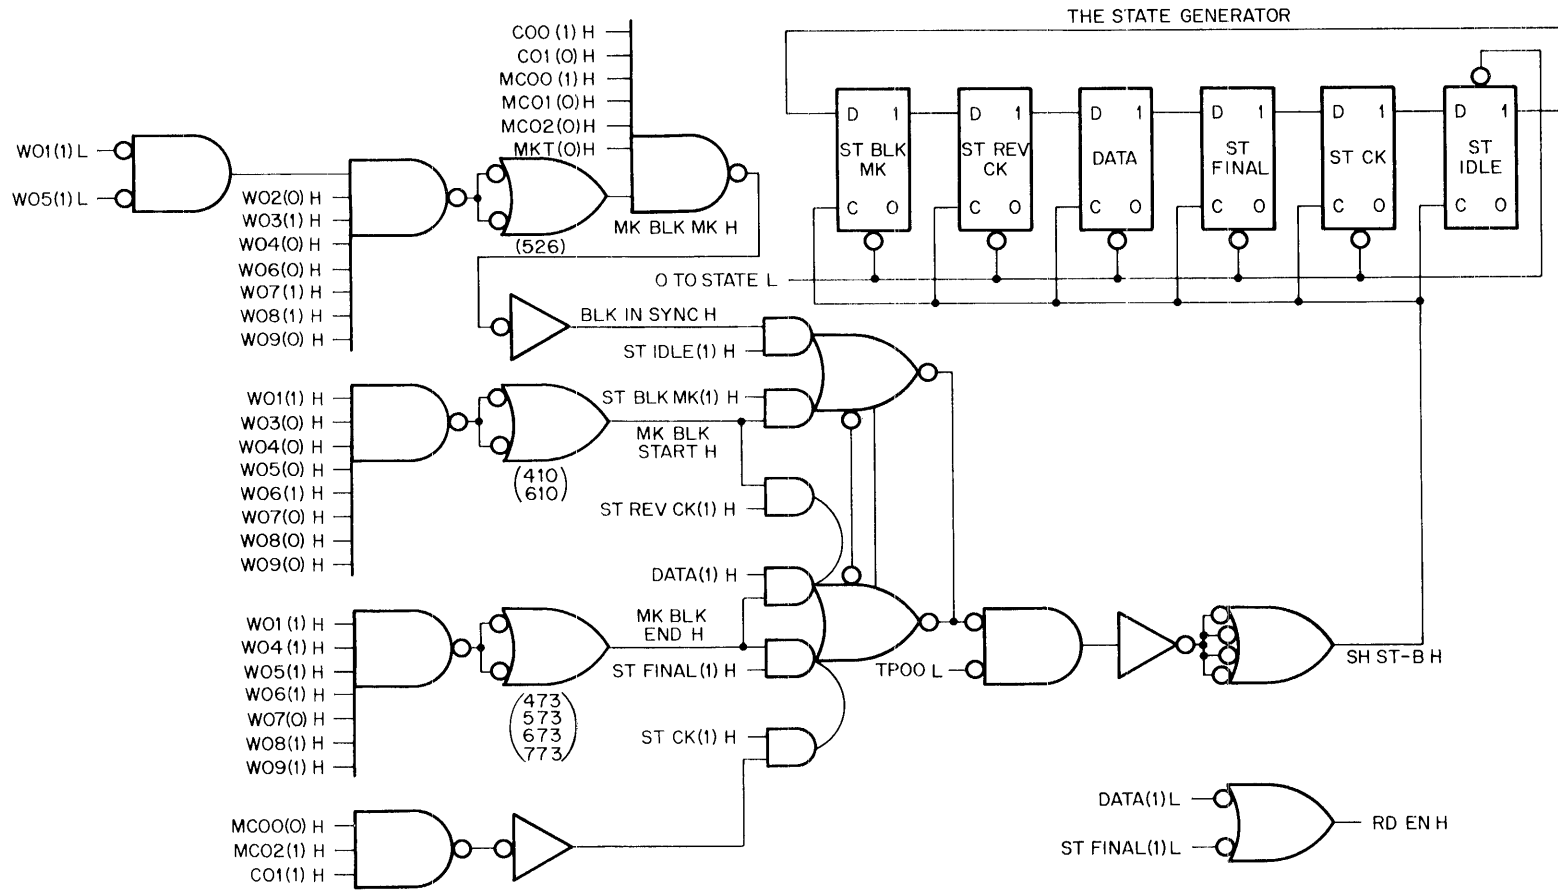 THE STATE GENERATOR
C00 (1) H
C01 (0) H
MC00 (1) H
MC01 (0) H
MC02 (0) H
MKT (0) H
W01(1) L
W05(1) L
W02(0) H
W03(1) H
W04(0) H
W06(0) H
W07(1) H
W08(1) H
W09(0) H
(526)
MK BLK MK H
D 1
ST BLK
MK
C 0
D 1
ST REV
CK
C 0
D 1
DATA
C 0
D 1
ST
FINAL
C 0
D 1
ST CK
C 0
D 1
ST
IDLE
C 0
0 TO STATE L
BLK IN SYNC H
ST IDLE(1) H
ST BLK MK(1) H
W01(1) H
W03(0) H
W04(0) H
W05(0) H
W06(1) H
W07(0) H
W08(0) H
W09(0) H
MK BLK
START H
(410
610)
ST REV CK(1) H
DATA(1) H
W01 (1) H
W04 (1) H
W05(1) H
W06(1) H
W07(0) H
W08(1) H
W09(1) H
MK BLK
END H
(473
573
673
773)
ST FINAL(1) H
TP00 L
SH ST-B H
ST CK(1) H
MC00(0) H
MC02(1) H
C01(1) H
DATA(1) L
ST FINAL(1) L
RD EN H